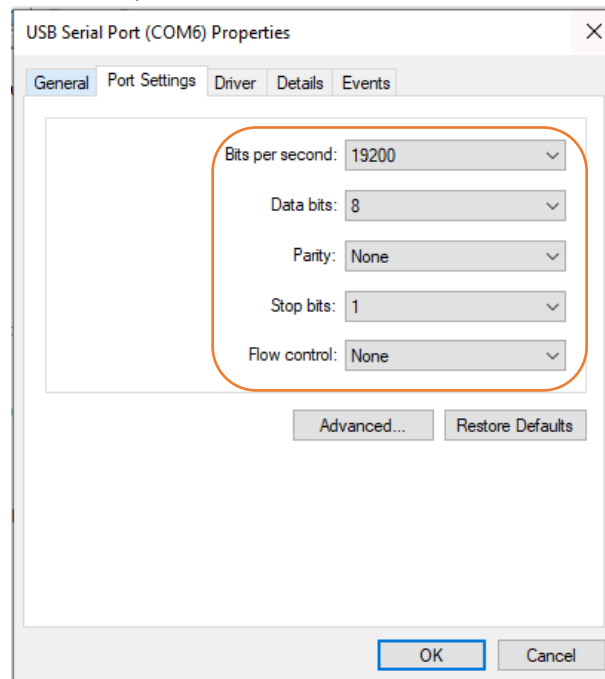 USB Serial Port (COM6) Properties
General Port Settings Driver Details Events
Bits per second: 19200
Data bits: 8
Parity: None
Stop bits: 1
Flow control: None
Advanced... Restore Defaults
OK Cancel